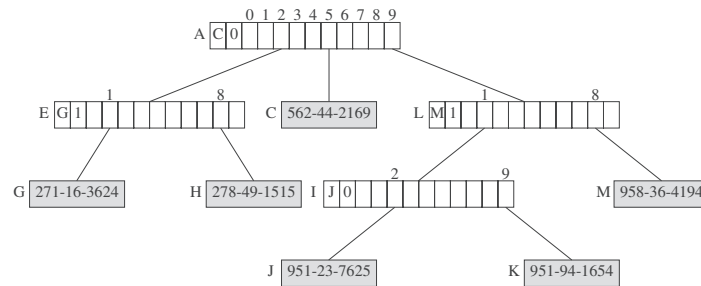 0 1 2 3 4 5 6 7 8 9
A C 0
1 8
E G 1
C 562-44-2169
1 8
L M 1
G 271-16-3624
H 278-49-1515
2 9
I J 0
M 958-36-4194
J 951-23-7625
K 951-94-1654